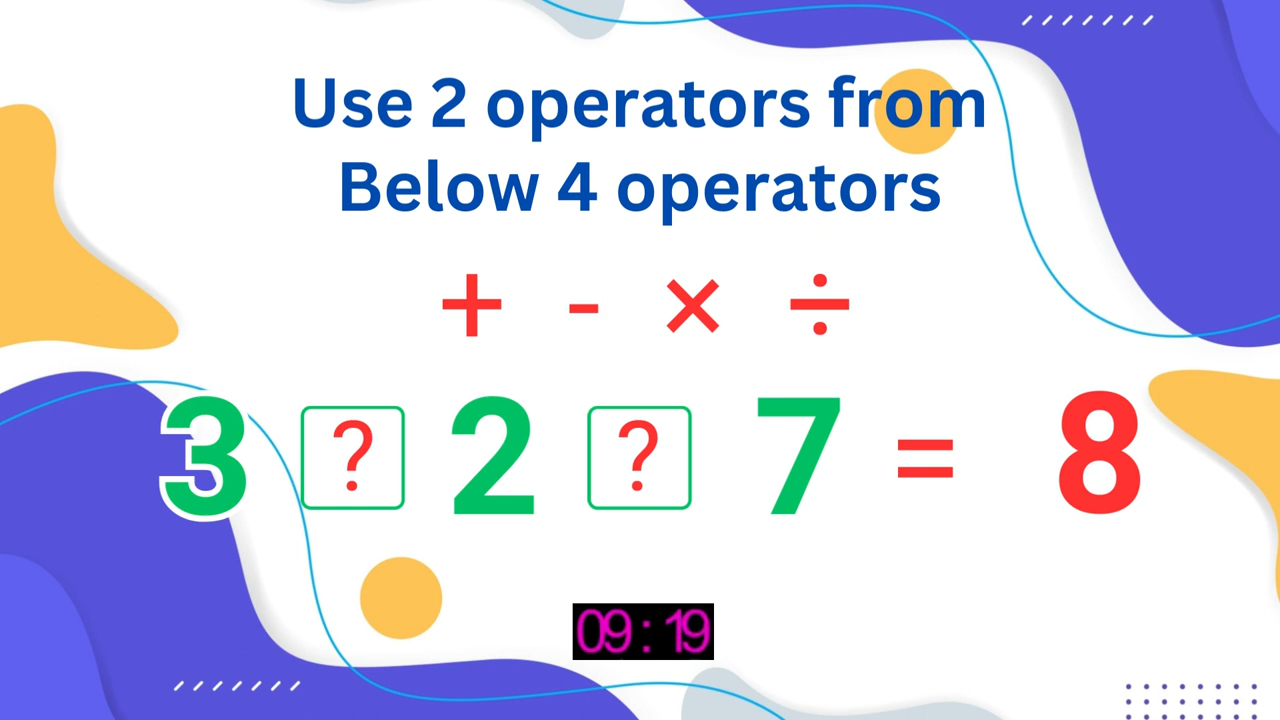 Use 2 operators from
Below 4 operators
+ - × ÷
3 ? 2 ? 7 = 8
09:19